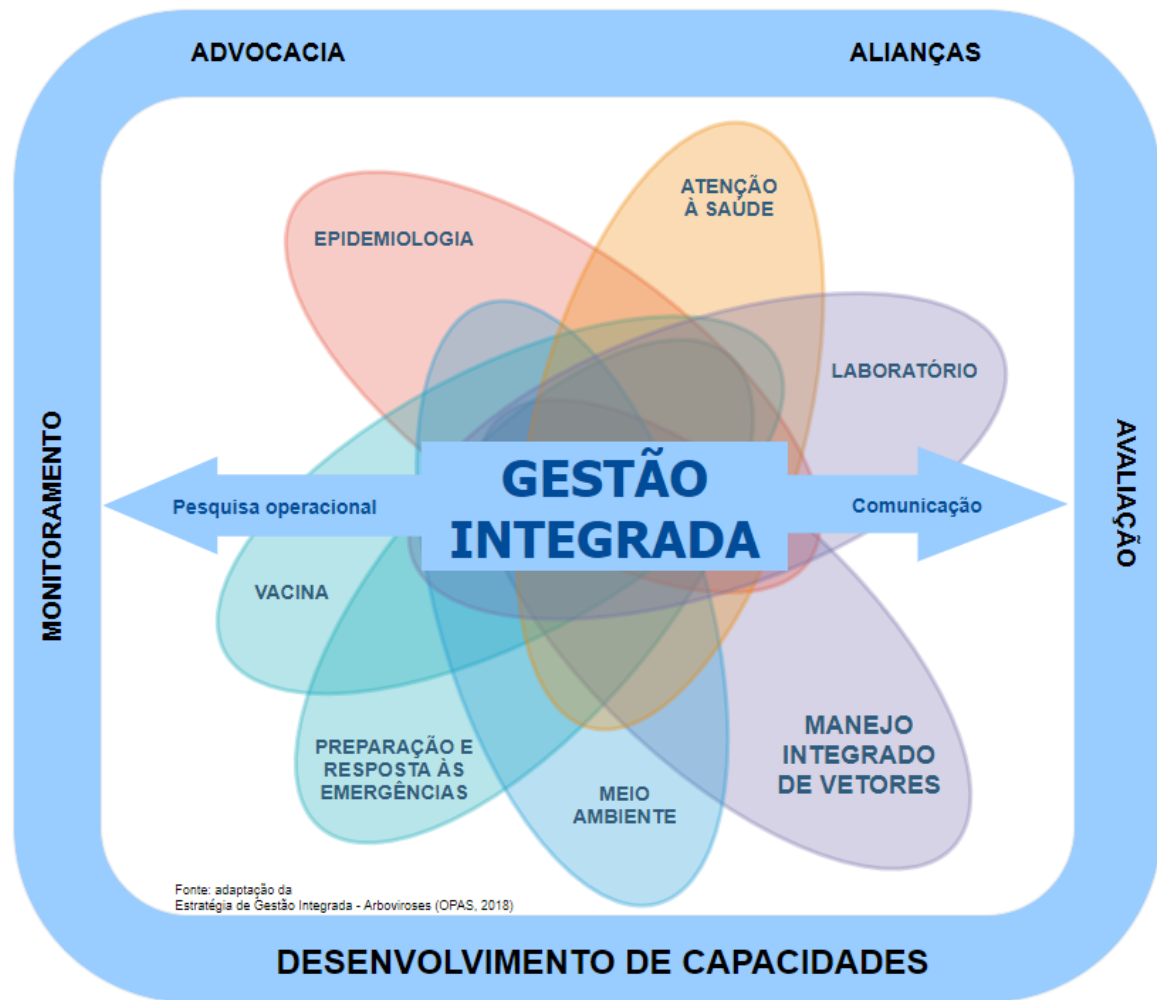 ADVOCACIA
ALIANÇAS
ATENÇÃO
À SAÚDE
EPIDEMIOLOGIA
LABORATÓRIO
MONITORAMENTO
AVALIAÇÃO
GESTÃO
INTEGRADA
Pesquisa operacional
Comunicação
VACINA
MANEJO
INTEGRADO
DE VETORES
PREPARAÇÃO E
RESPOSTA ÀS
EMERGÊNCIAS
MEIO
AMBIENTE
Fonte: adaptação da
Estratégia de Gestão Integrada - Arboviroses (OPAS, 2018)
DESENVOLVIMENTO DE CAPACIDADES